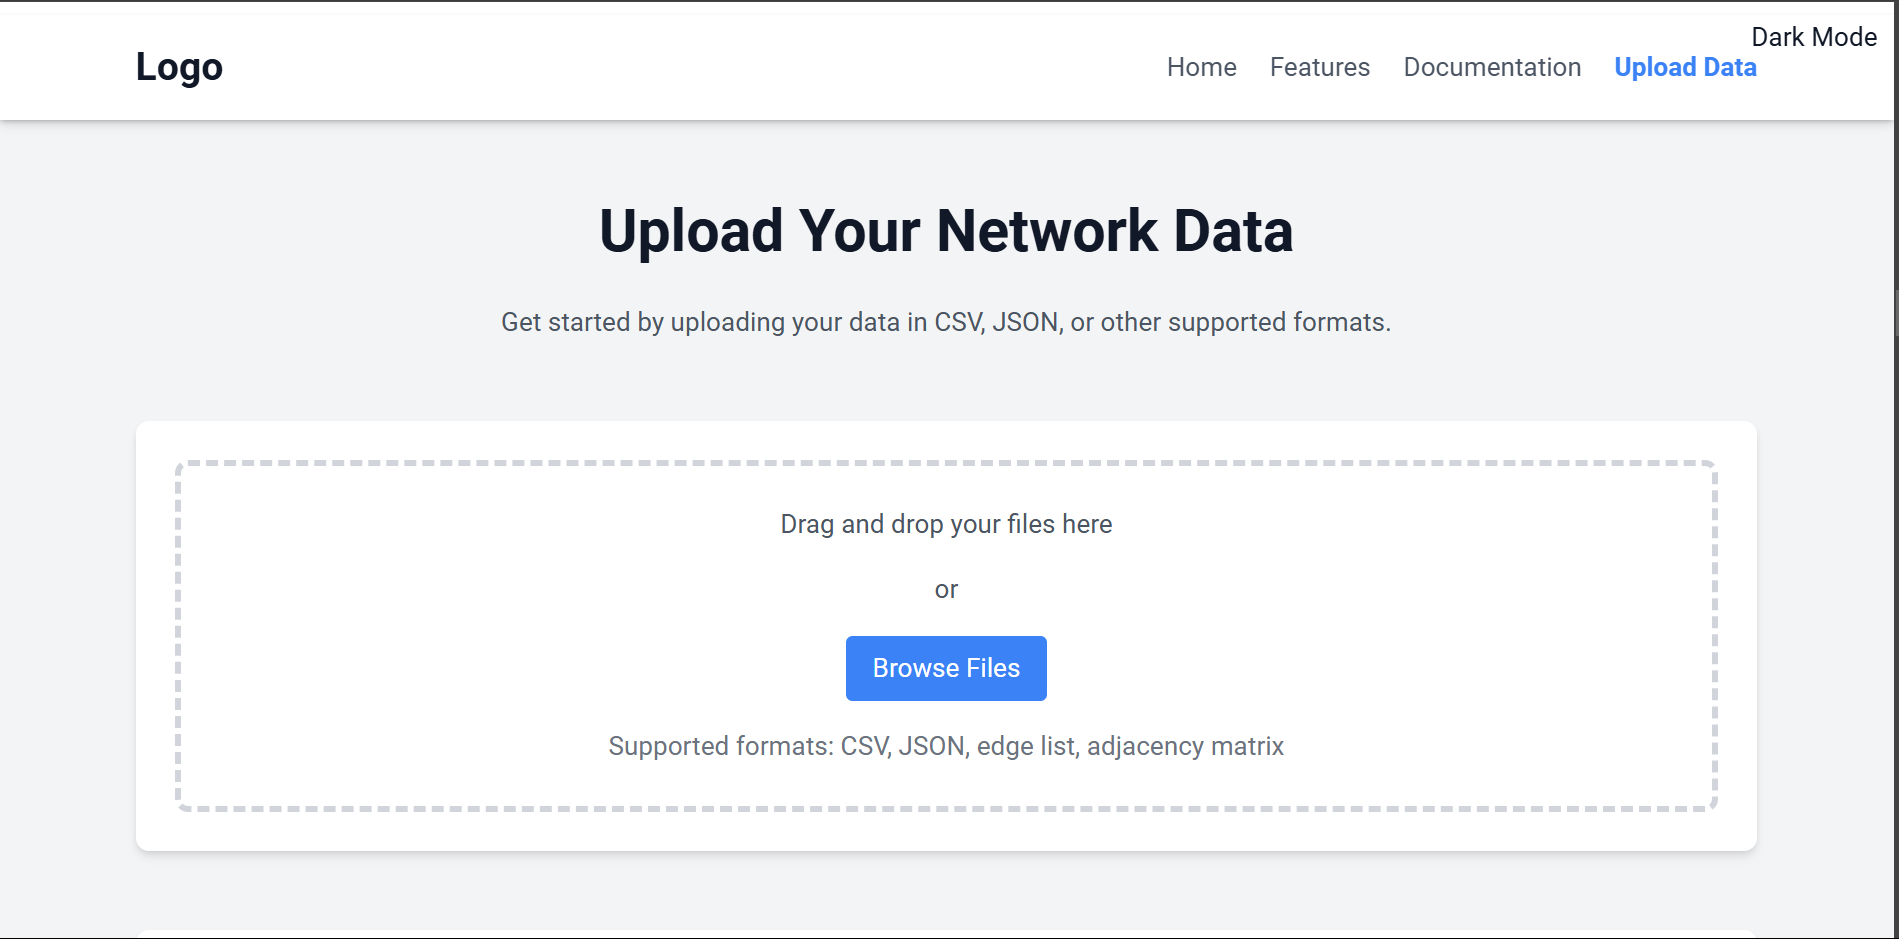 Dark Mode
Logo
Home Features Documentation Upload Data
Upload Your Network Data
Get started by uploading your data in CSV, JSON, or other supported formats.
Drag and drop your files here
or
Browse Files
Supported formats: CSV, JSON, edge list, adjacency matrix